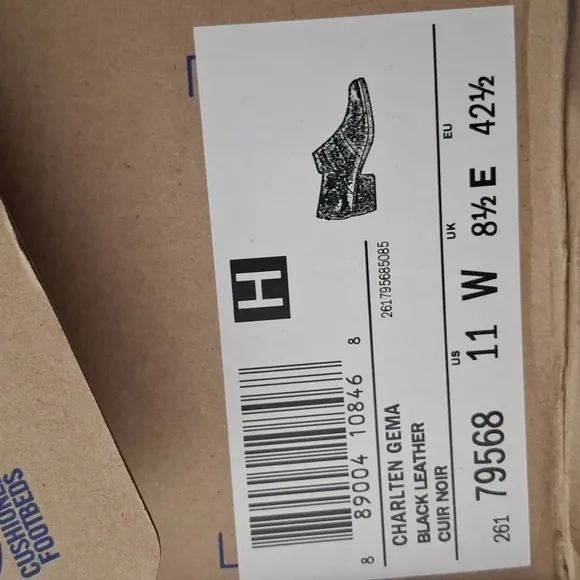 H
8 89004 10846 8
261795685085
CHARLTEN GEMA
BLACK LEATHER
CUIR NOIR
US UK EU
261 79568 11 W 8½ E 42½
FOOTBEDS